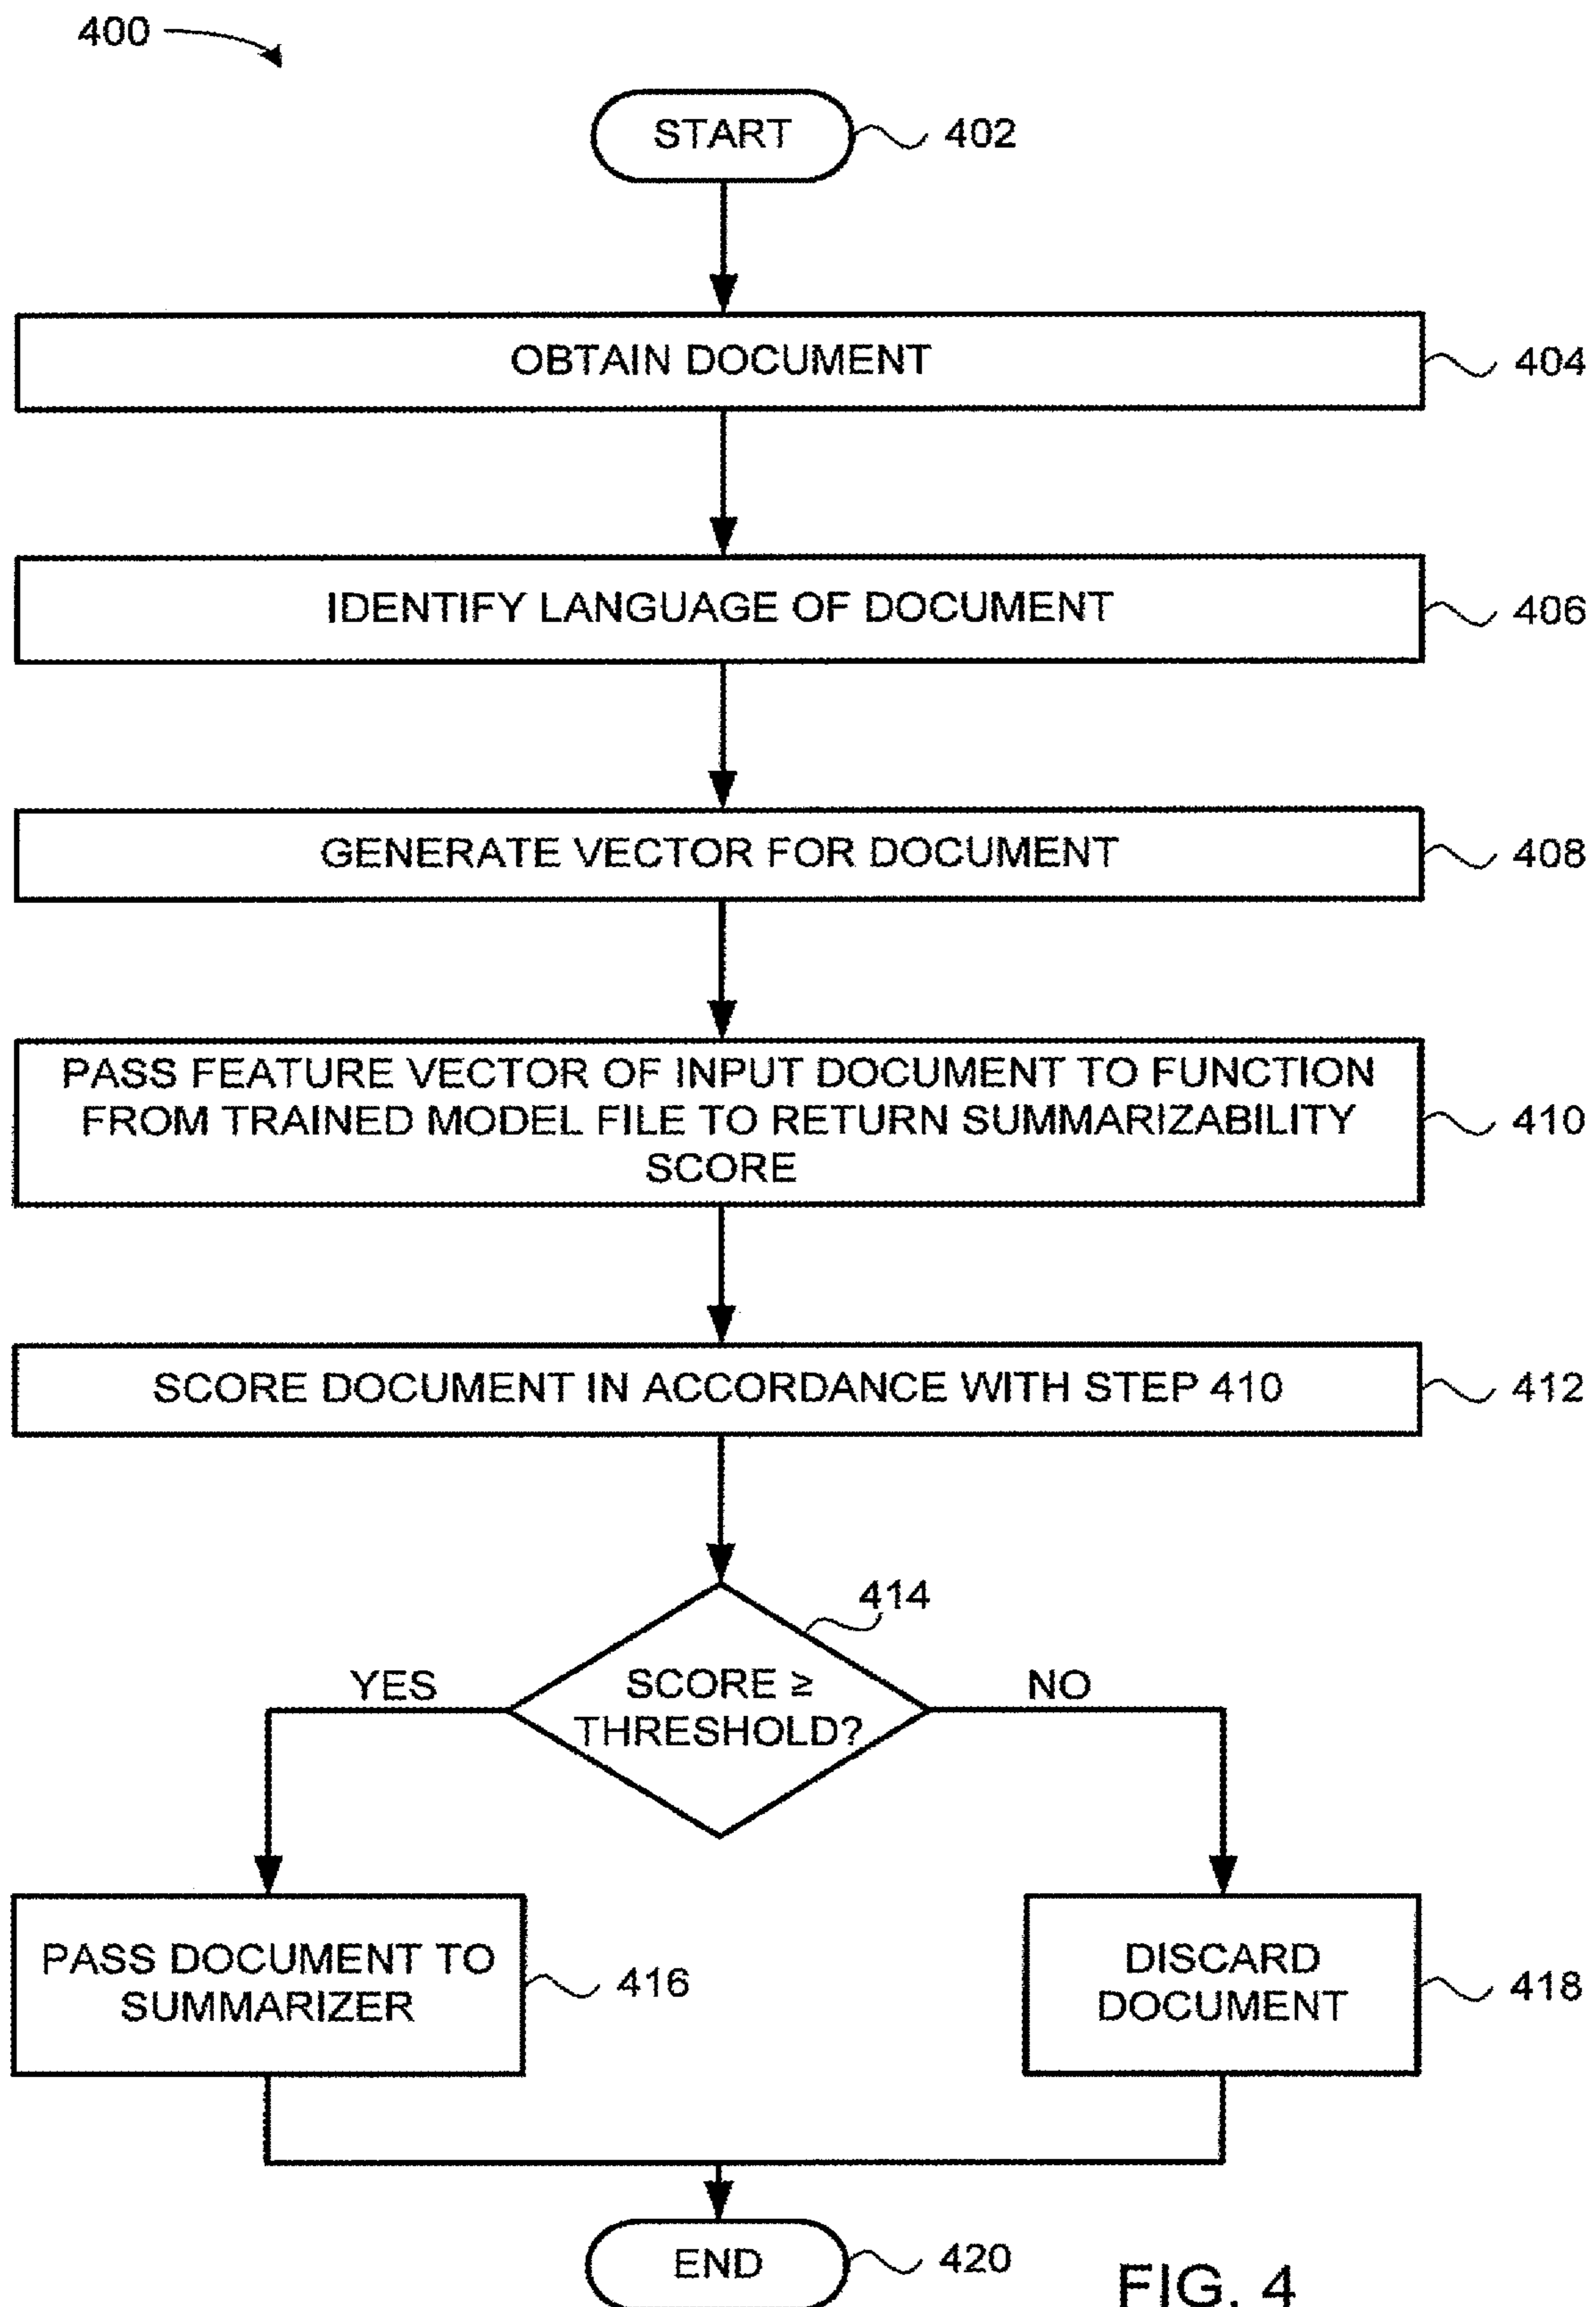 400
START
402
OBTAIN DOCUMENT
404
IDENTIFY LANGUAGE OF DOCUMENT
406
GENERATE VECTOR FOR DOCUMENT
408
PASS FEATURE VECTOR OF INPUT DOCUMENT TO FUNCTION
FROM TRAINED MODEL FILE TO RETURN SUMMARIZABILITY
SCORE
410
SCORE DOCUMENT IN ACCORDANCE WITH STEP 410
412
414
SCORE ≥
THRESHOLD?
YES
NO
PASS DOCUMENT TO
SUMMARIZER
416
DISCARD
DOCUMENT
418
END
420
FIG. 4